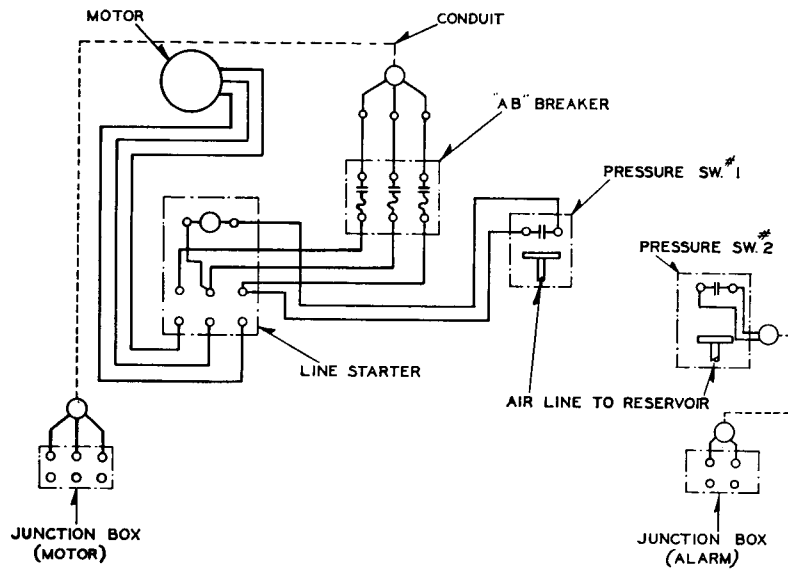 MOTOR
CONDUIT
"AB" BREAKER
PRESSURE SW. #1
PRESSURE SW. #2
LINE STARTER
AIR LINE TO RESERVOIR
JUNCTION BOX
(MOTOR)
JUNCTION BOX
(ALARM)